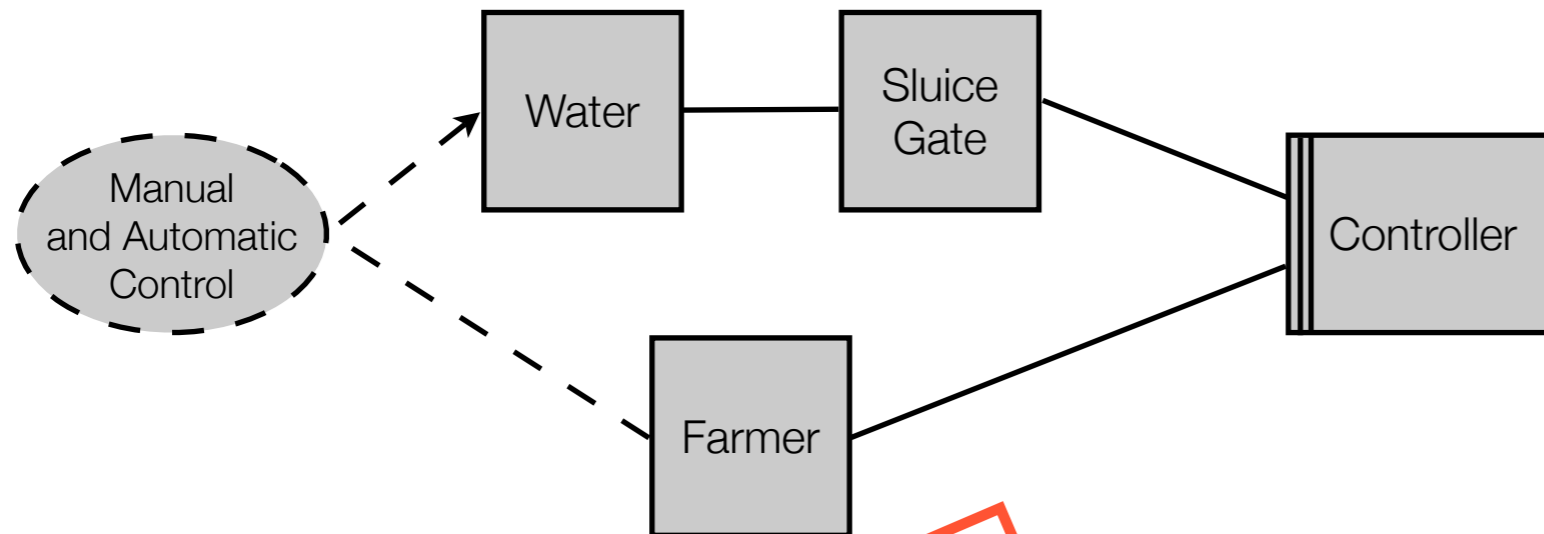 Manual
and Automatic
Control
Water
Sluice
Gate
Controller
Farmer